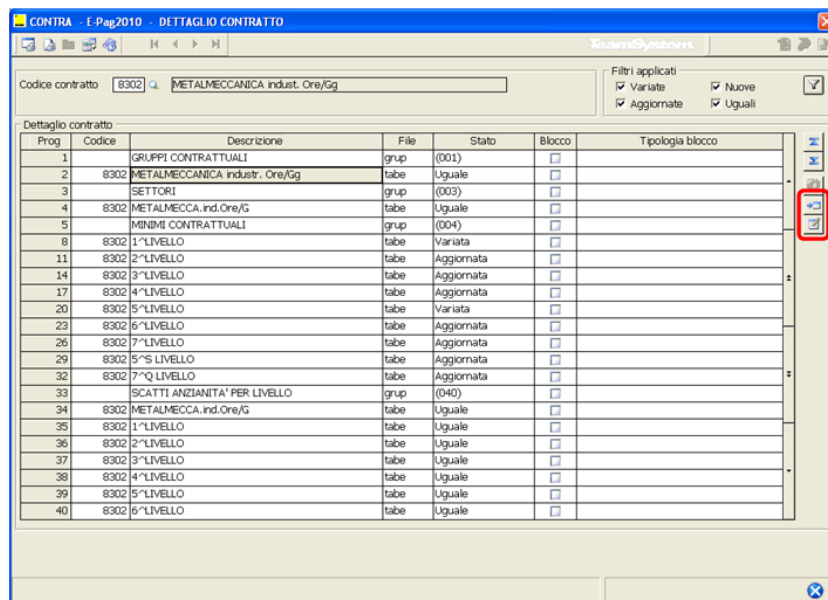 CONTRA - E-Pag2010 - DETTAGLIO CONTRATTO
TeamSystem
Codice contratto 8302 METALMECCANICA indust. Ore/Gg
Filtri applicati
Variate Nuove
Aggiornate Uguali
Dettaglio contratto
Prog Codice Descrizione File Stato Blocco Tipologia blocco
1 GRUPPI CONTRATTUALI grup (001)
2 8302 METALMECCANICA industr. Ore/Gg tabe Uguale
3 SETTORI grup (003)
4 8302 METALMECCA.ind.Ore/G tabe Uguale
5 MINIMI CONTRATTUALI grup (004)
8 8302 1^LIVELLO tabe Variata
11 8302 2^LIVELLO tabe Aggiornata
14 8302 3^LIVELLO tabe Aggiornata
17 8302 4^LIVELLO tabe Aggiornata
20 8302 5^LIVELLO tabe Variata
23 8302 6^LIVELLO tabe Aggiornata
26 8302 7^LIVELLO tabe Aggiornata
29 8302 5^S LIVELLO tabe Aggiornata
32 8302 7^Q LIVELLO tabe Aggiornata
33 SCATTI ANZIANITA' PER LIVELLO grup (040)
34 8302 METALMECCA.ind.Ore/G tabe Uguale
35 8302 1^LIVELLO tabe Uguale
36 8302 2^LIVELLO tabe Uguale
37 8302 3^LIVELLO tabe Uguale
38 8302 4^LIVELLO tabe Uguale
39 8302 5^LIVELLO tabe Uguale
40 8302 6^LIVELLO tabe Uguale